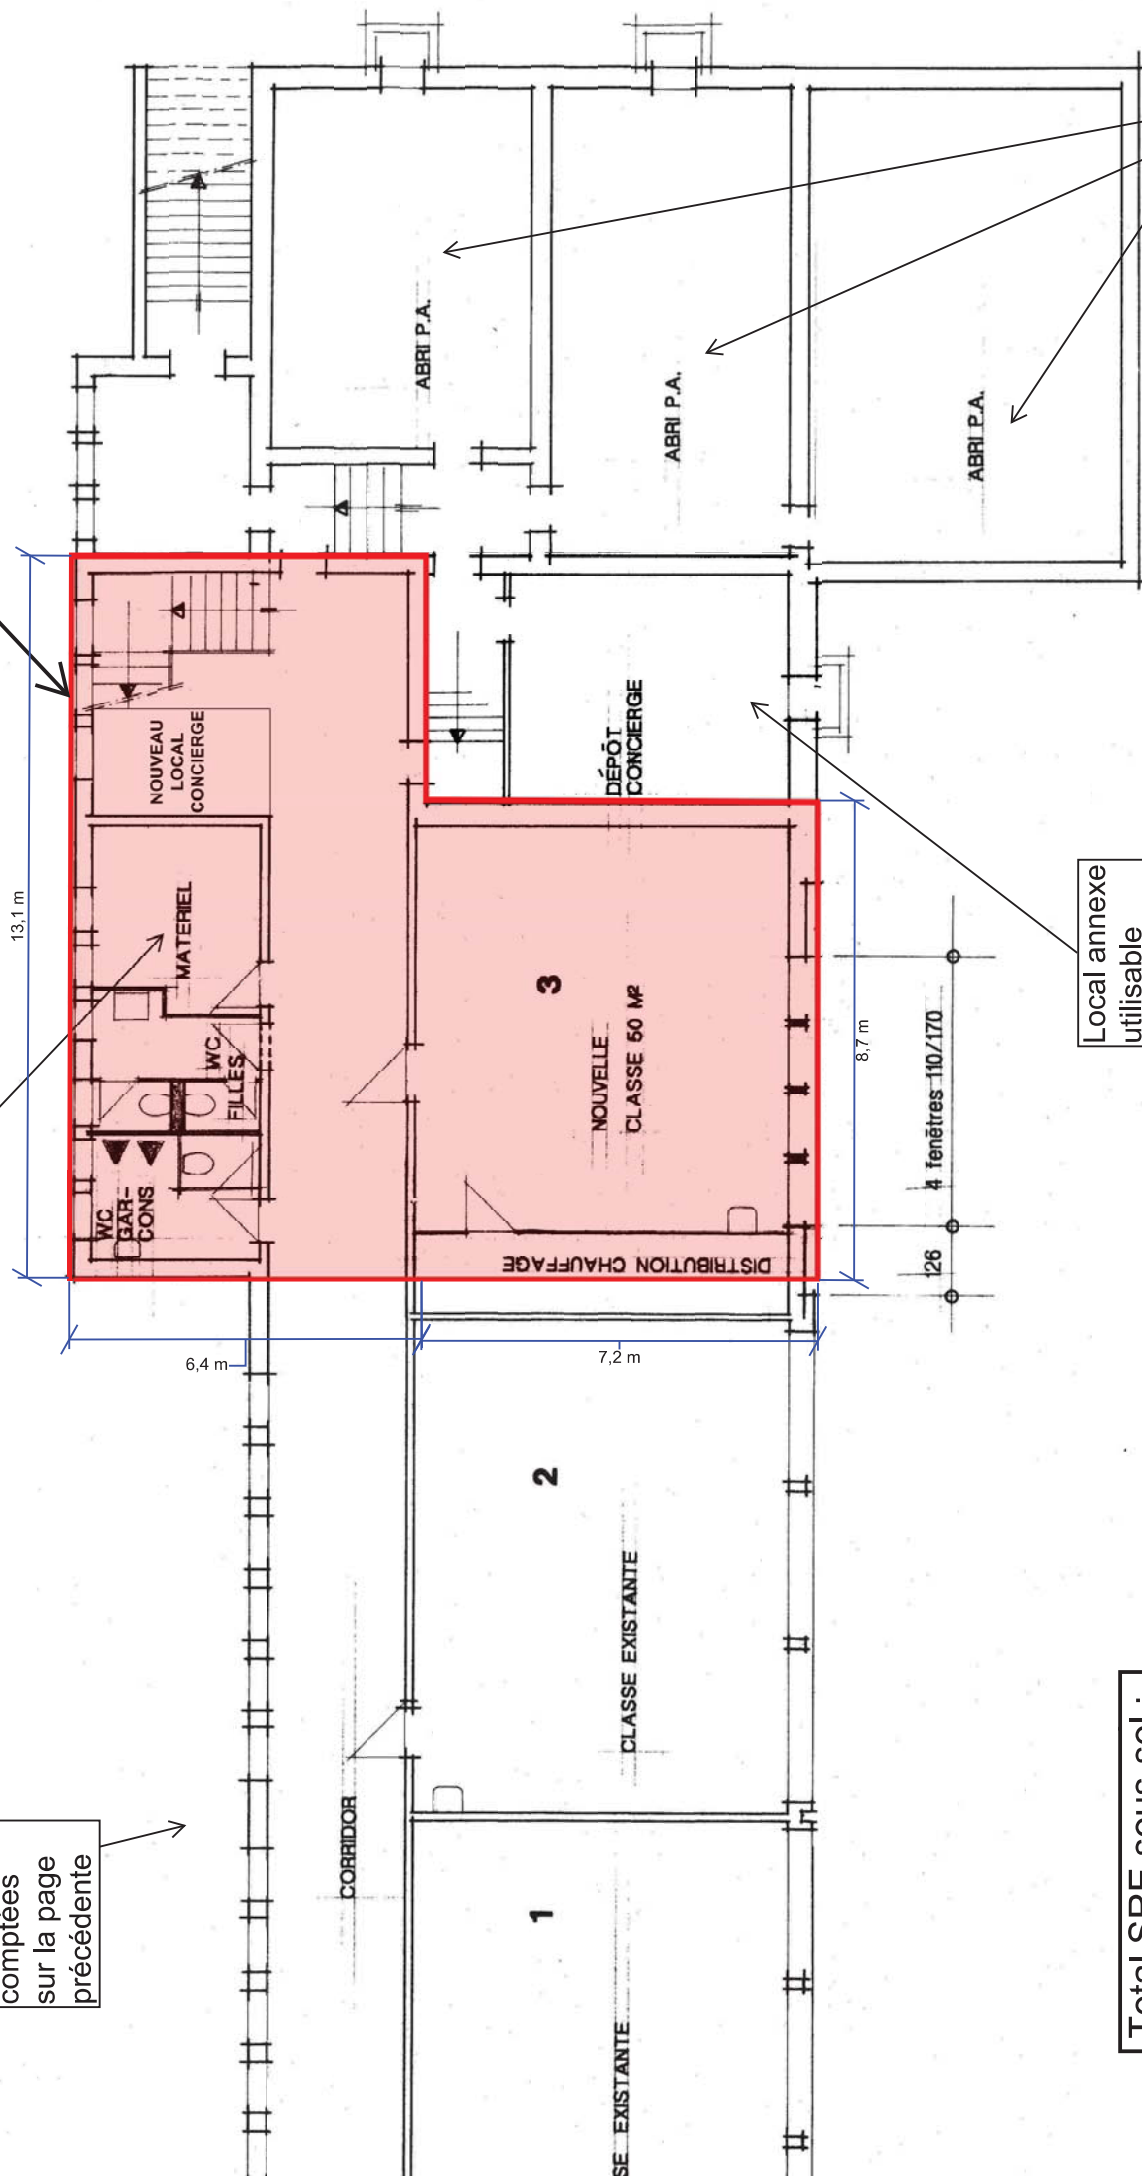 ABRI P.A.
ABRI P.A.
ABRI P.A.
NOUVEAU
LOCAL
CONCIERGE
DÉPÔT
CONCIERGE
13,1 m
MATERIEL
WC
FILLES
WC
GAR-
CONS
3
NOUVELLE
CLASSE 50 M²
DISTRIBUTION CHAUFFAGE
8,7 m
4 fenêtres 110/170
126
Local annexe
utilisable
6,4 m
7,2 m
2
CLASSE EXISTANTE
CORRIDOR
comptées
sur la page
précédente
1
EXISTANTE
Total SRE sous-sol :